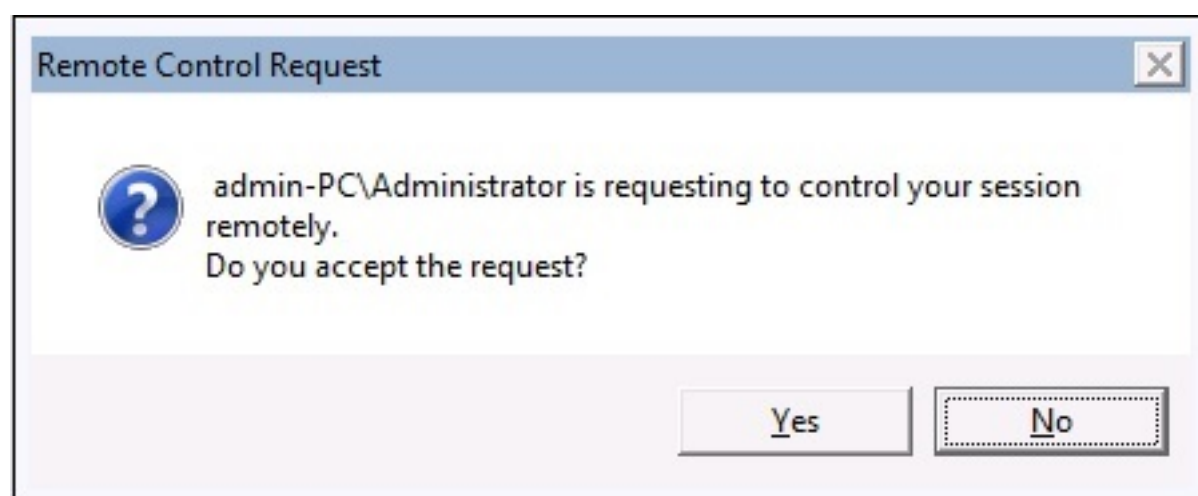 Remote Control Request
admin-PC\Administrator is requesting to control your session
remotely.
Do you accept the request?
Yes
No